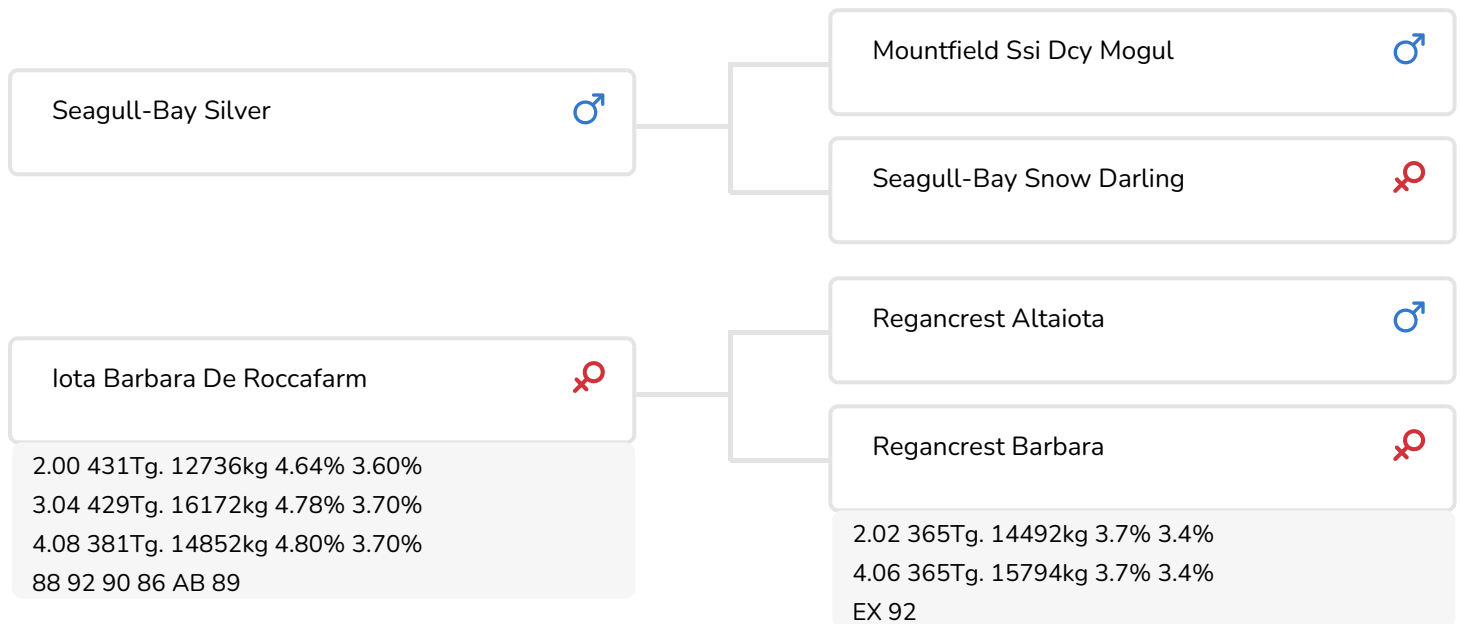 Seagull-Bay Silver
Mountfield Ssi Dcy Mogul
Seagull-Bay Snow Darling
Iota Barbara De Roccafarm
2.00 431Tg. 12736kg 4.64% 3.60%
3.04 429Tg. 16172kg 4.78% 3.70%
4.08 381Tg. 14852kg 4.80% 3.70%
88 92 90 86 AB 89
Regancrest Altaiota
Regancrest Barbara
2.02 365Tg. 14492kg 3.7% 3.4%
4.06 365Tg. 15794kg 3.7% 3.4%
EX 92